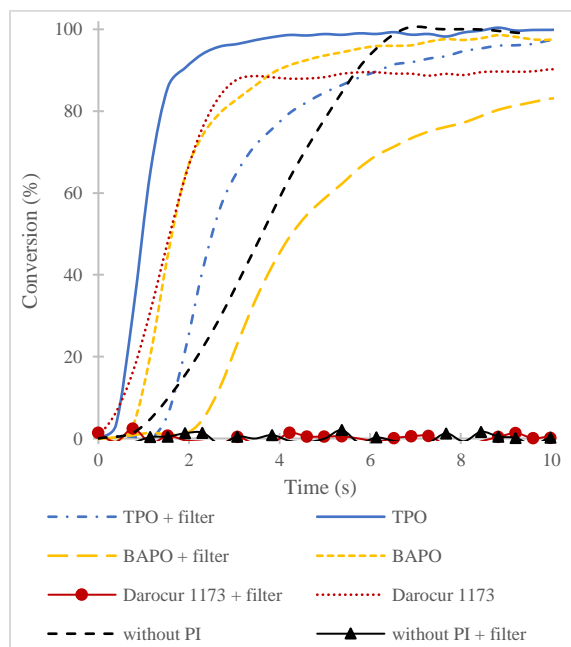 100
80
60
40
20
0
Conversion (%)
0 2 4 6 8 10
Time (s)
TPO + filter TPO
BAPO + filter BAPO
Darocur 1173 + filter Darocur 1173
without PI without PI + filter